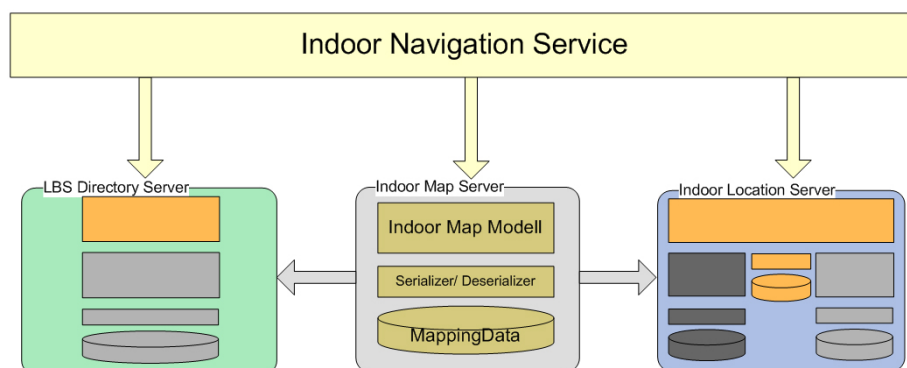 Indoor Navigation Service
LBS Directory Server
Indoor Map Server
Indoor Location Server
Indoor Map Modell
Serializer/ Deserializer
MappingData